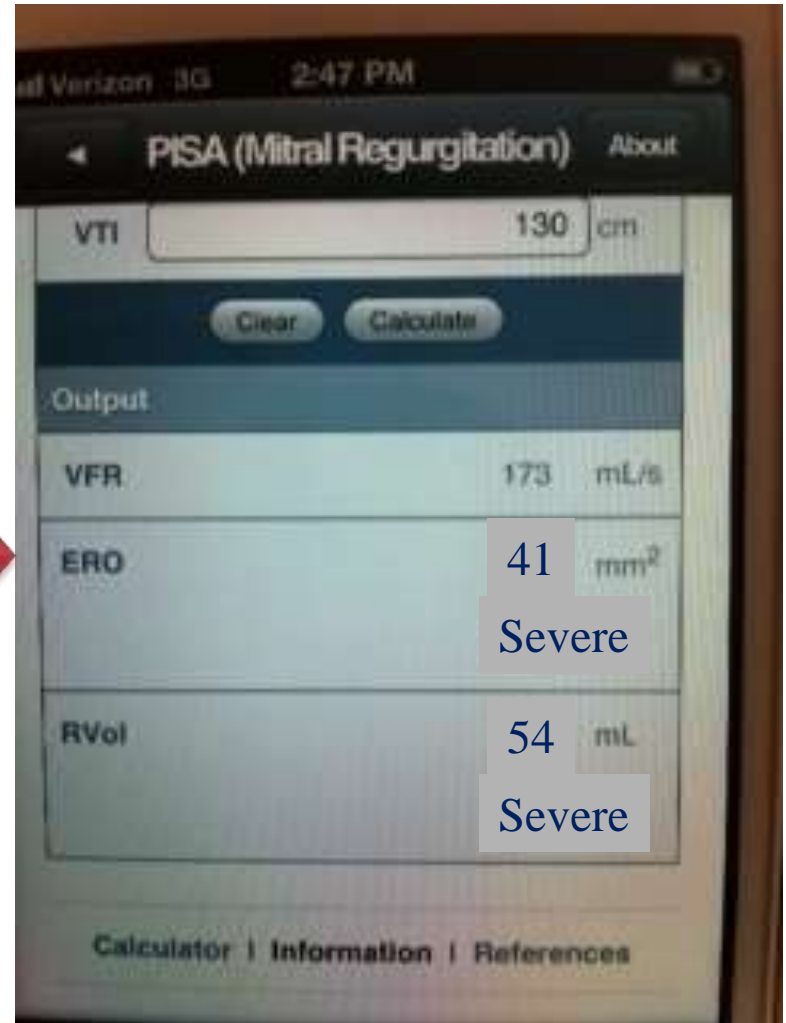 Verizon 3G 2:47 PM
PISA (Mitral Regurgitation) About
VTI 130 cm
Clear Calculate
Output
VFR 173 mL/s
ERO 41 mm²
Severe
RVol 54 mL
Severe
Calculator | Information | References